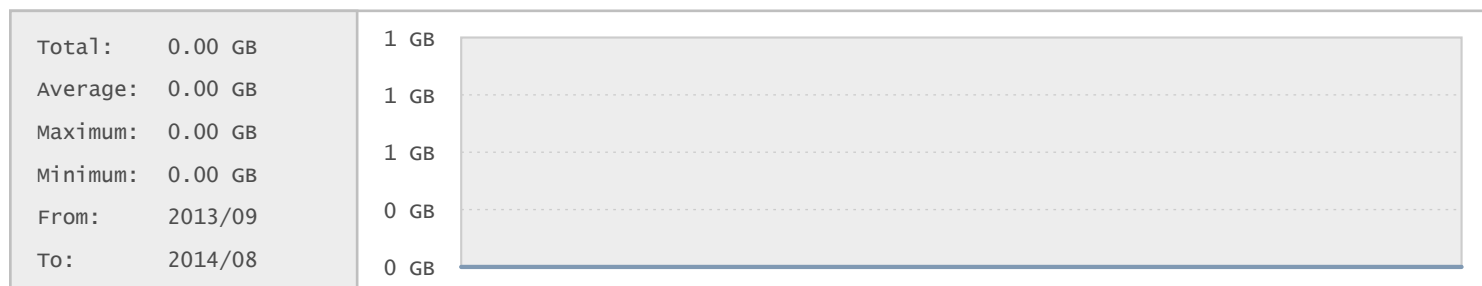 Total: 0.00 GB
Average: 0.00 GB
Maximum: 0.00 GB
Minimum: 0.00 GB
From: 2013/09
To: 2014/08
1 GB
1 GB
1 GB
0 GB
0 GB